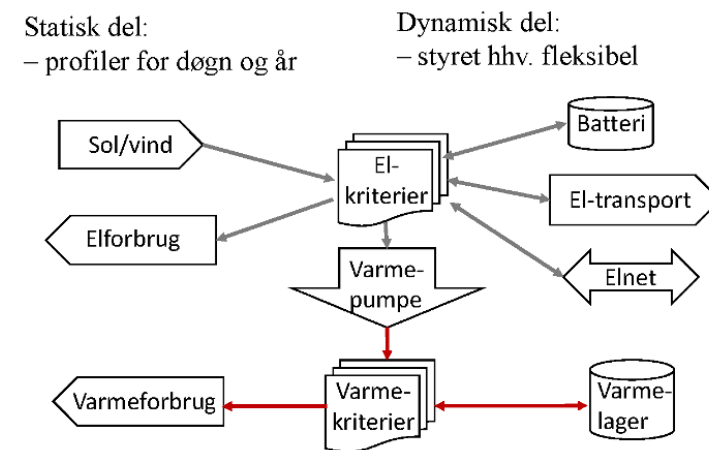 Statisk del:
– profiler for døgn og år
Dynamisk del:
– styret hhv. fleksibel
Sol/vind
El-
kriterier
Batteri
El-transport
Elforbrug
Elnet
Varme-
pumpe
Varmeforbrug
Varme-
kriterier
Varme-
lager